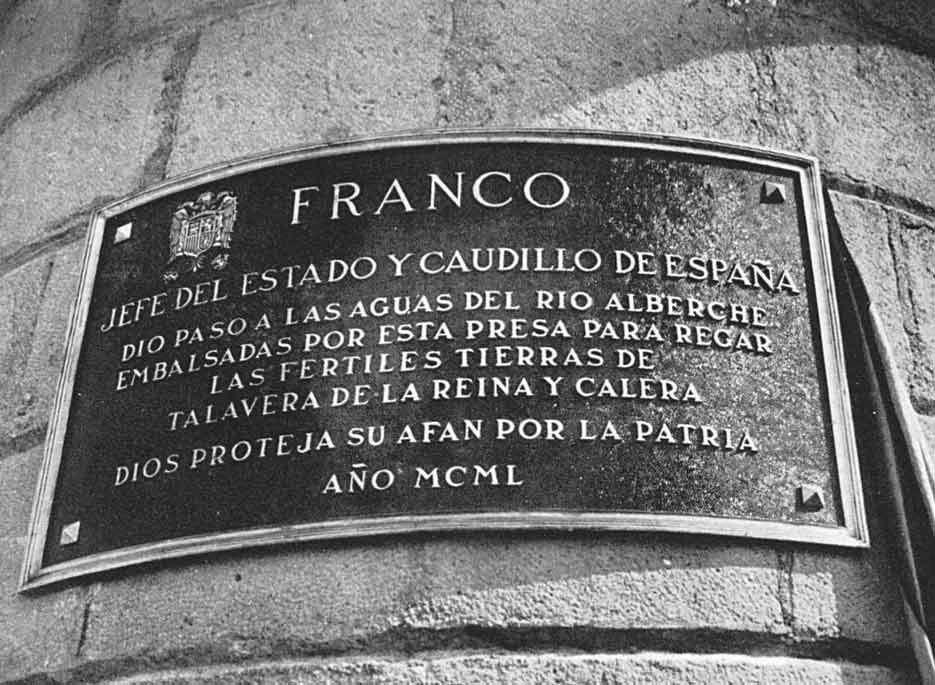 FRANCO
JEFE DEL ESTADO Y CAUDILLO DE ESPAÑA
DIO PASO A LAS AGUAS DEL RIO ALBERCHE
EMBALSADAS POR ESTA PRESA PARA REGAR
LAS FERTILES TIERRAS DE
TALAVERA DE LA REINA Y CALERA
DIOS PROTEJA SU AFAN POR LA PATRIA
AÑO MCML